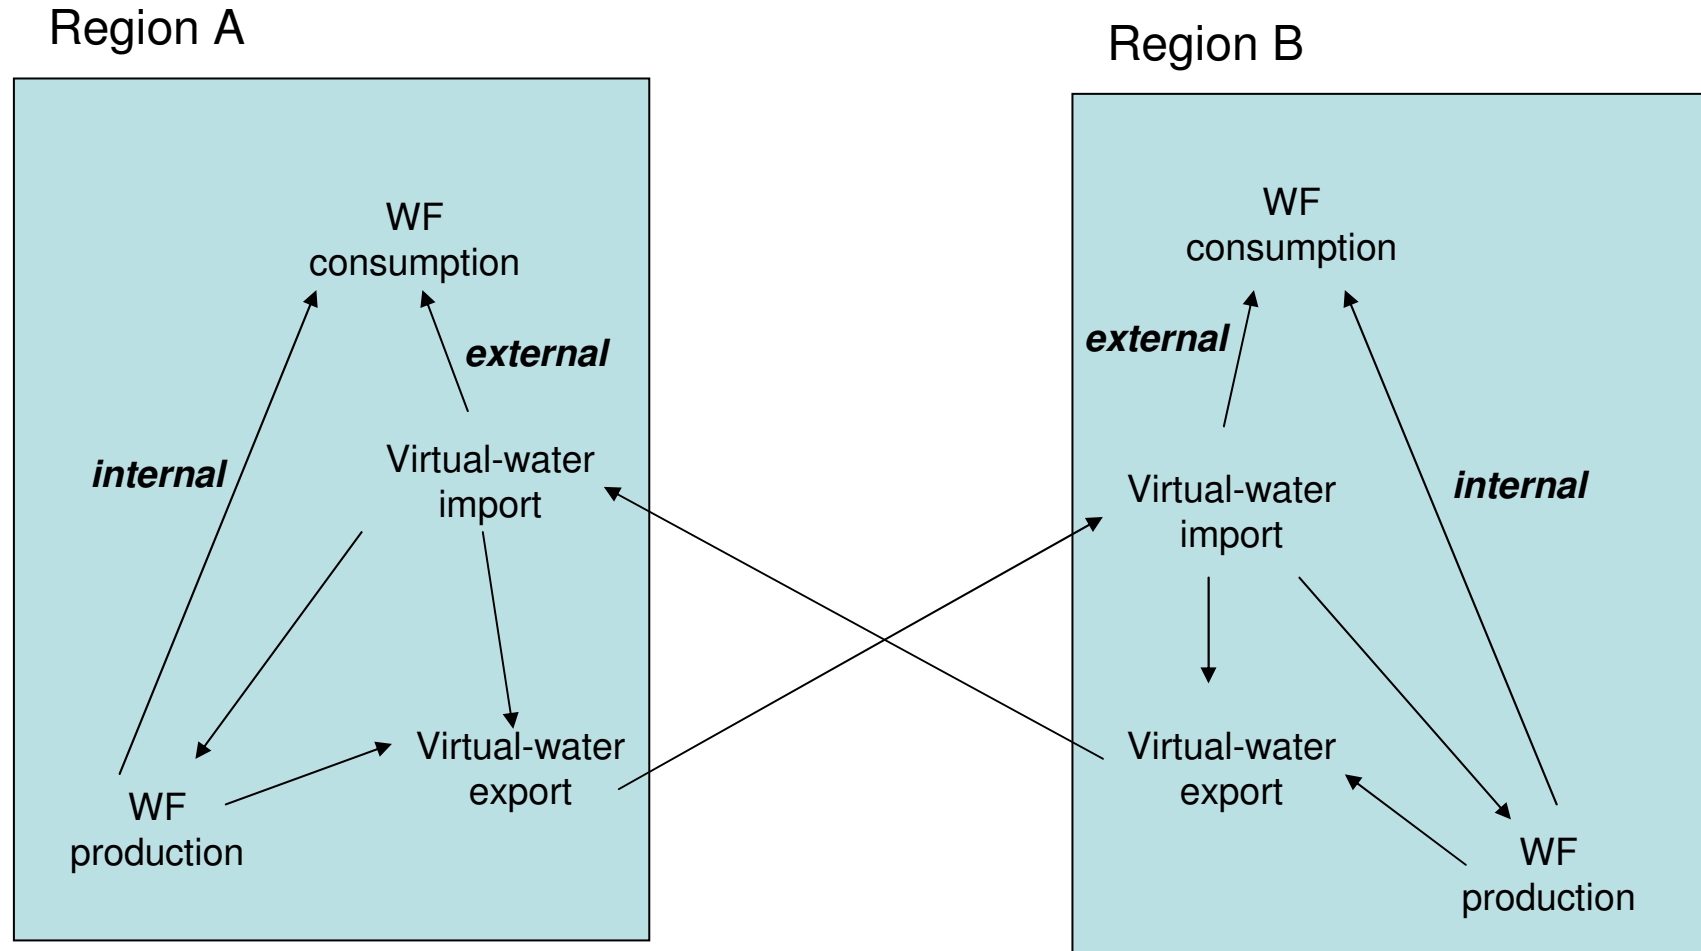 Region A
WF
consumption
external
internal
Virtual-water
import
Virtual-water
export
WF
production
Region B
WF
consumption
external
Virtual-water
import
internal
Virtual-water
export
WF
production